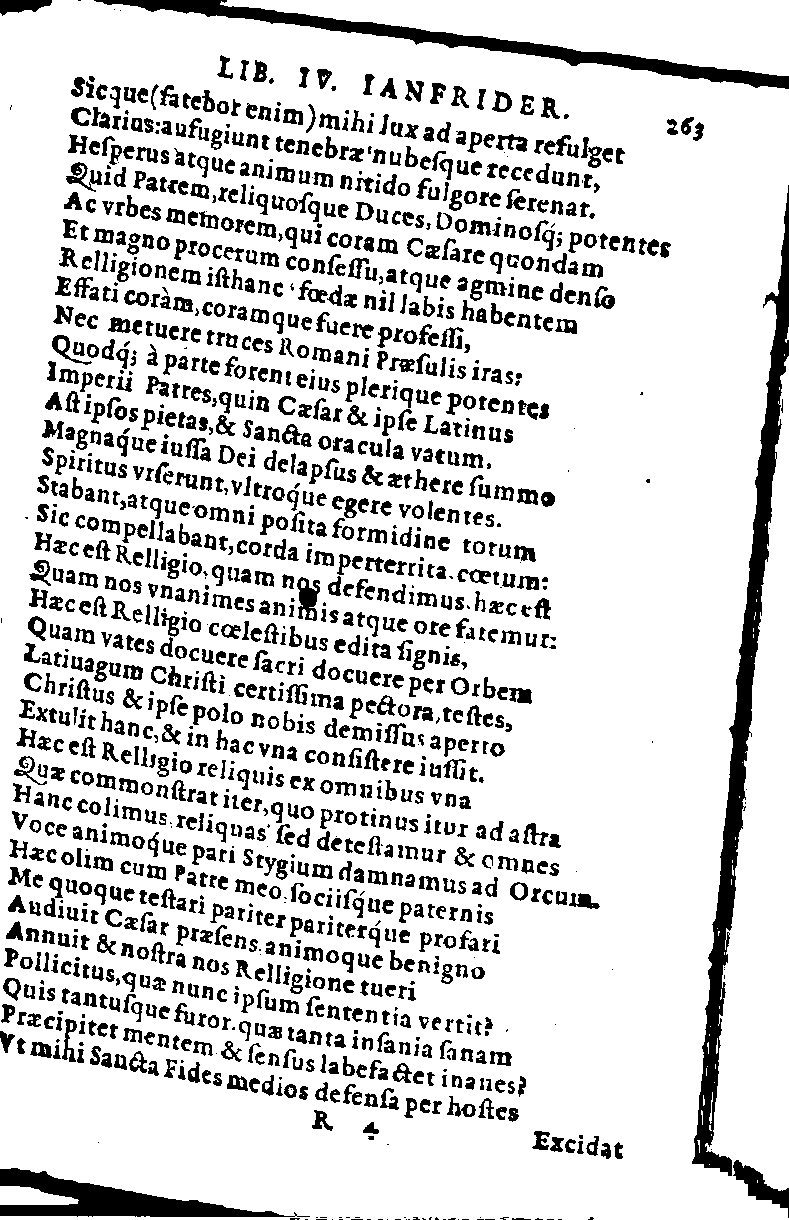 LIB. IV. IANFRIDER. 263
Sicque (fatebor enim) mihi lux ad aperta refulget
Clarius: aufugiunt tenebræ nubeſque recedunt,
Heſperus atque animum nitido fulgore ſerenat.
Quid Patrem, reliquoſque Duces, Dominoſq́; potentes
Ac vrbes memorem, qui coram Cæſare quondam
Et magno procerum conſeſſu, atque agmine denſo
Relligionem iſthanc fœdæ nil labis habentem
Effati coràm, coramque fuere profeſſi,
Nec metuere truces Romani Præſulis iras:
Quodq́; à parte forent eius plerique potentes
Imperii Patres, quin Cæſar & ipſe Latinus
Aſt ipſos pietas, & Sancta oracula vatum,
Magnaq́ue iuſſa Dei delapſus & æthere ſummo
Spiritus vrſerunt, vltroq́ue egere volentes.
Stabant, atque omni poſita formidine totum
Sic compellabant, corda imperterrita, cœtum:
Hæc eſt Relligio, quam nos defendimus, hæc eſt
Quam nos vnanimes animis atque ore fatemur:
Hæc eſt Relligio cœleſtibus edita ſignis,
Quam vates docuere ſacri docuere per Orbem
Latiuagum Chriſti certiſſima pectora, teſtes,
Chriſtus & ipſe polo nobis demiſſus aperto
Extulit hanc, & in hac vna conſiſtere iuſſit.
Hæc eſt Relligio reliquis ex omnibus vna
Quæ commonſtrat iter, quo protinus itur ad aſtra
Hanc colimus, reliquas ſed deteſtamur & omnes
Voce animoq́ue pari Stygium damnamus ad Orcum.
Hæc olim cum Patre meo, ſociiſq́ue paternis
Me quoque teſtari pariter pariterq́ue profari
Audiuit Cæſar præſens, animoque benigno
Annuit & noſtra nos Relligione tueri
Pollicitus, quæ nunc ipſum ſententia vertit?
Quis tantuſque furor, quæ tanta inſania ſanam
Præcipitet mentem & ſenſus labefactet inanes?
Vt mihi Sancta Fides medios defenſa per hoſtes
R 4 Excidat